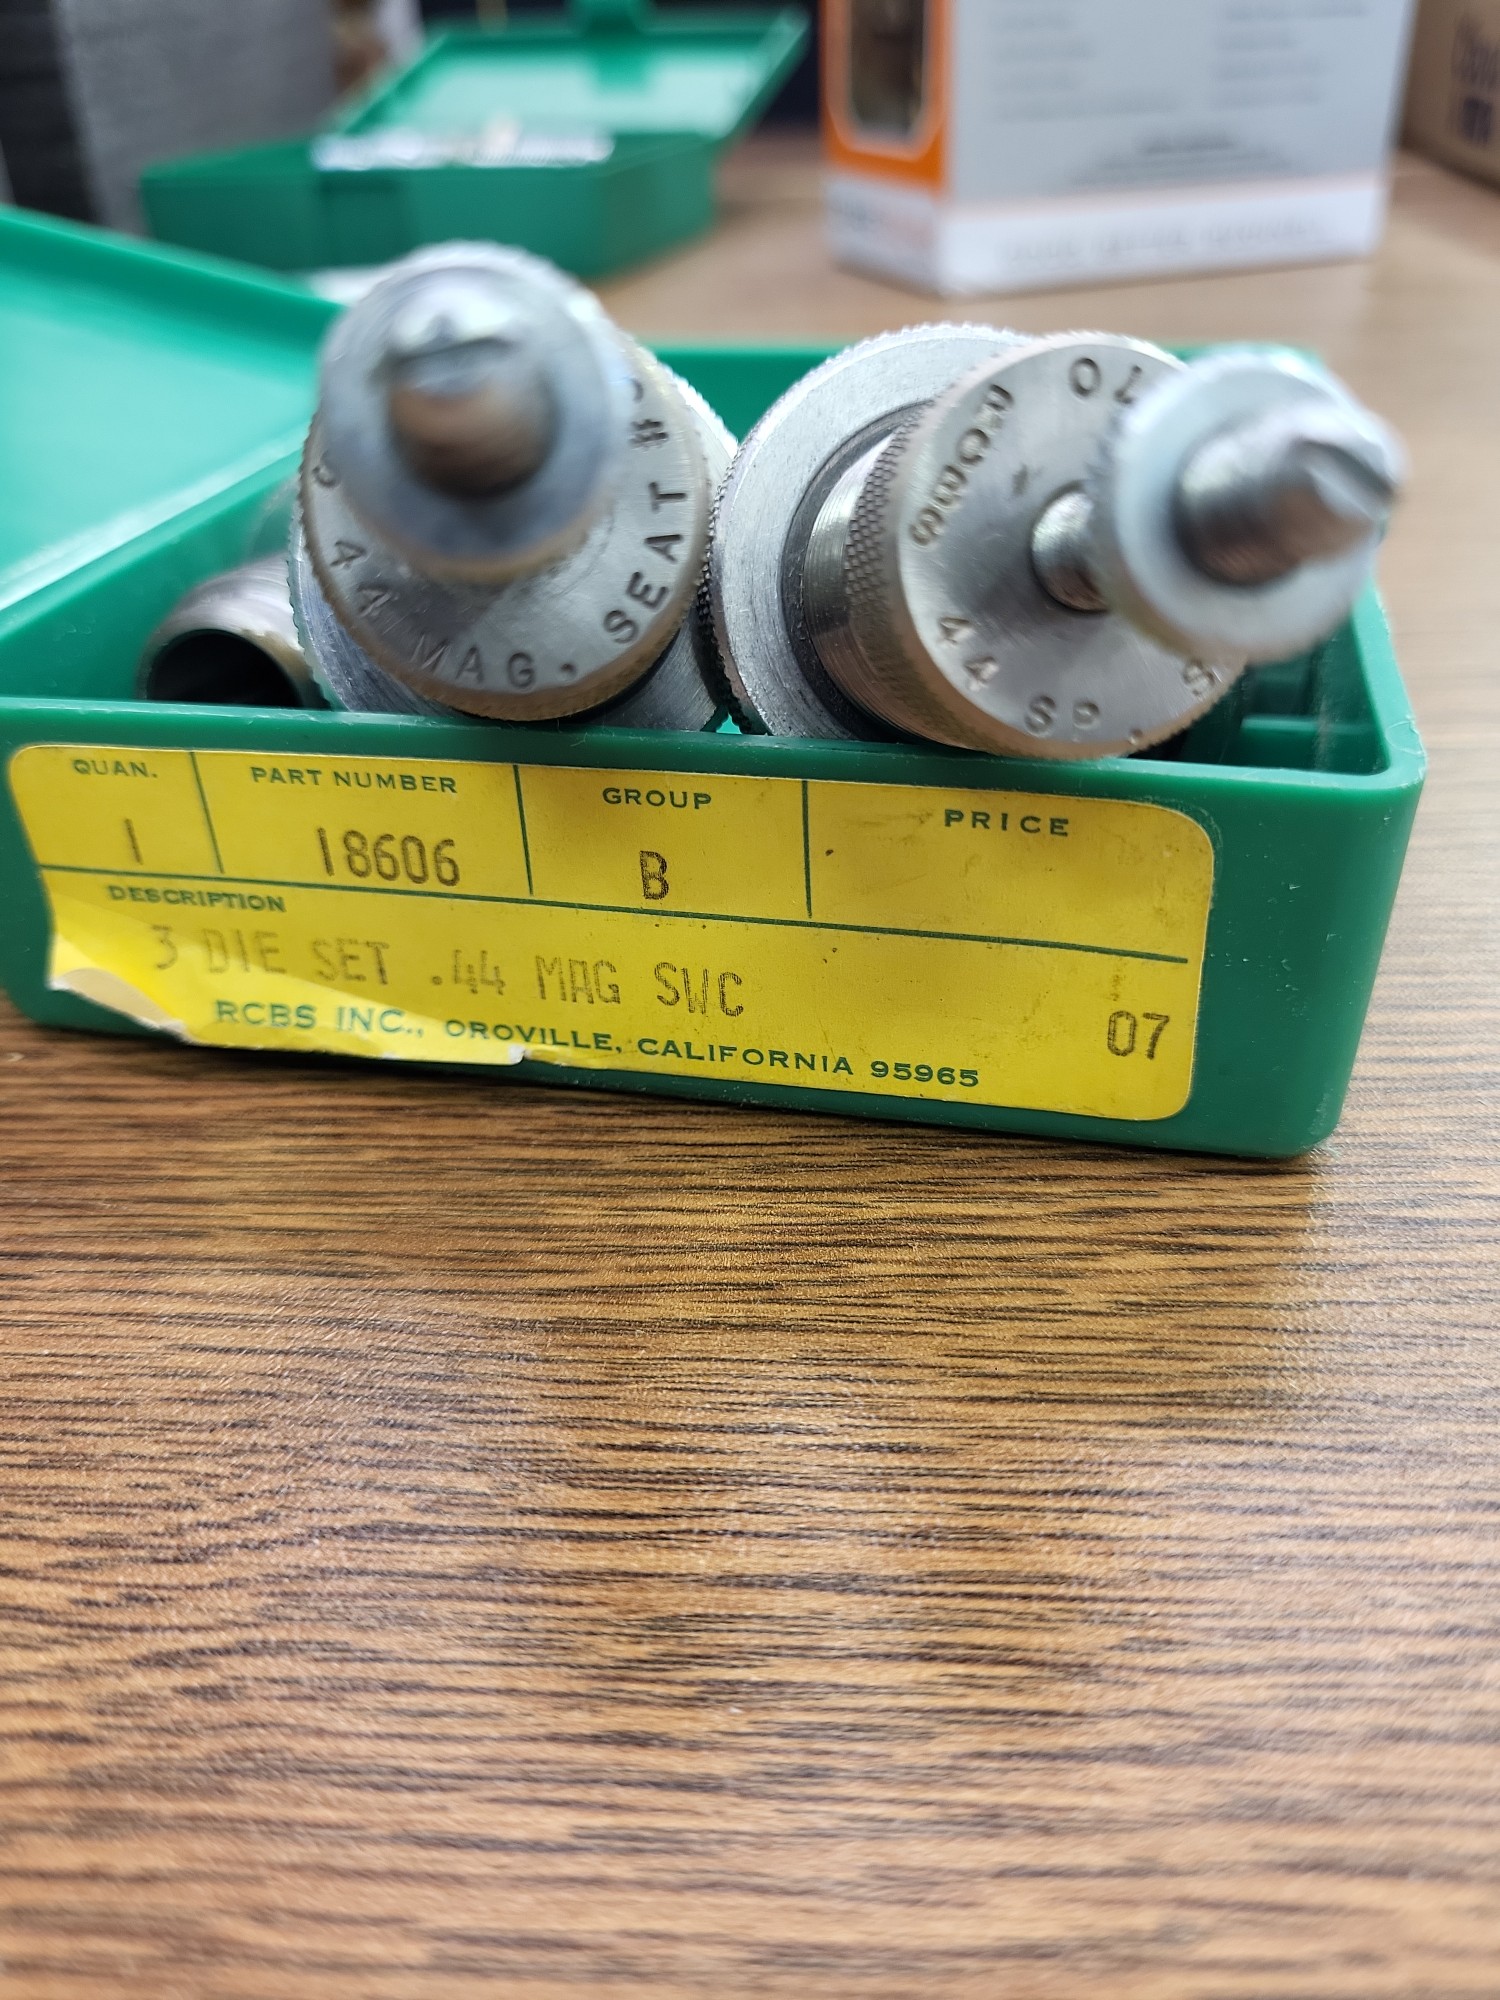 44 MAG. SEAT #
RCBS 70
44 SP.
QUAN. PART NUMBER GROUP PRICE
1 18606 B
DESCRIPTION
3 DIE SET .44 MAG SWC
07
RCBS INC., OROVILLE, CALIFORNIA 95965